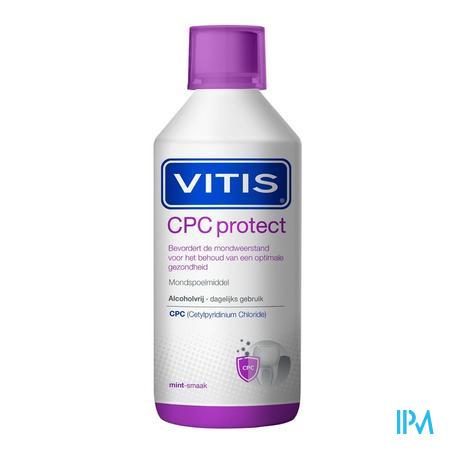 VITIS®
CPC protect
Bevordert de mondweerstand
voor het behoud van een optimale
gezondheid
Mondspoelmiddel
Alcoholvrij - dagelijks gebruik
CPC (Cetylpyridinium Chloride)
CPC
mint-smaak
IPM